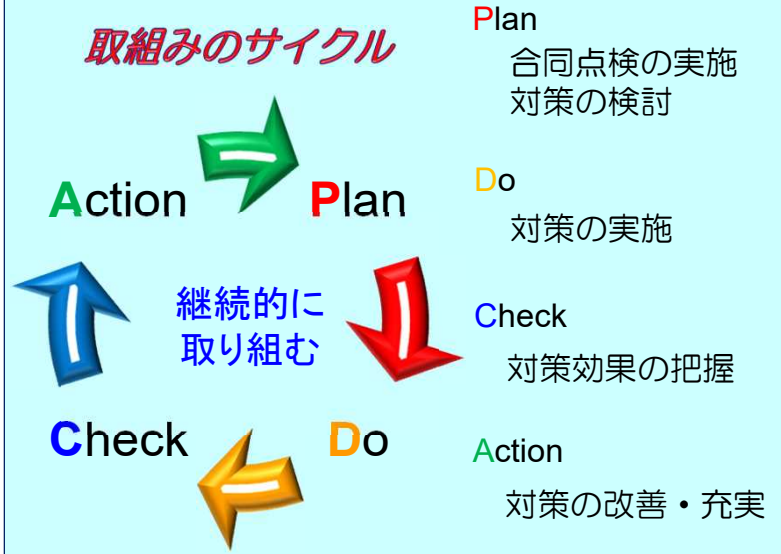 取組みのサイクル
Action
Plan
継続的に
取り組む
Check
Do
Plan
合同点検の実施
対策の検討
Do
対策の実施
Check
対策効果の把握
Action
対策の改善・充実